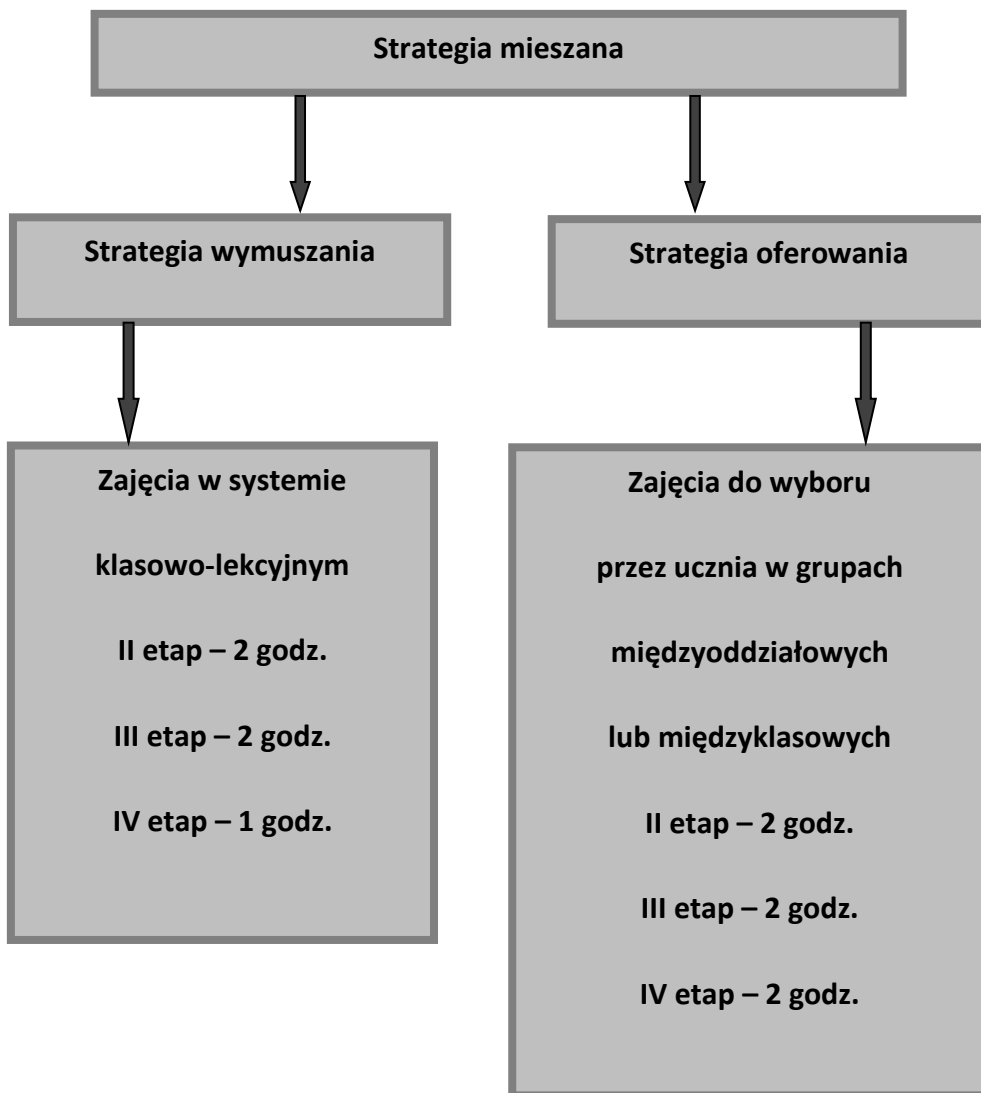 Strategia mieszana
Strategia wymuszania
Strategia oferowania
Zajęcia w systemie
klasowo-lekcyjnym
II etap – 2 godz.
III etap – 2 godz.
IV etap – 1 godz.
Zajęcia do wyboru
przez ucznia w grupach
międzyoddziałowych
lub międzyklasowych
II etap – 2 godz.
III etap – 2 godz.
IV etap – 2 godz.